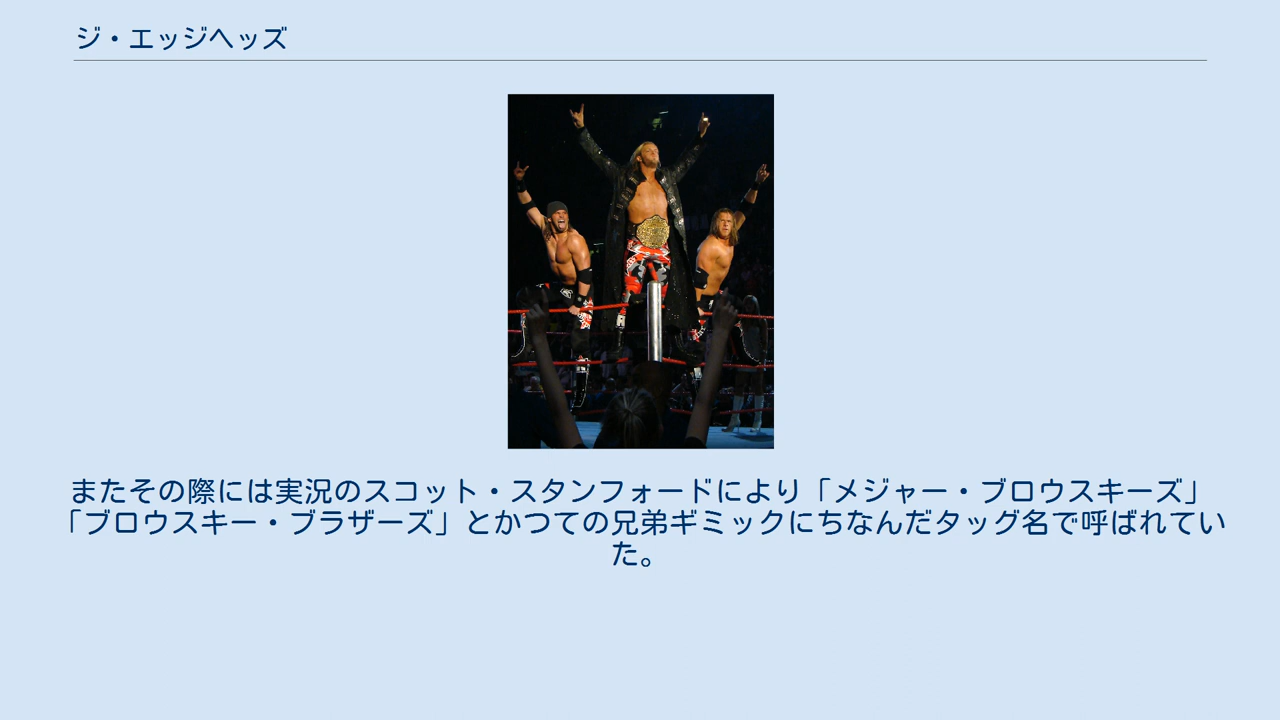 ジ・エッジヘッズ
またその際には実況のスコット・スタンフォードにより「メジャー・ブロウスキーズ」
「ブロウスキー・ブラザーズ」とかつての兄弟ギミックにちなんだタッグ名で呼ばれてい
た。